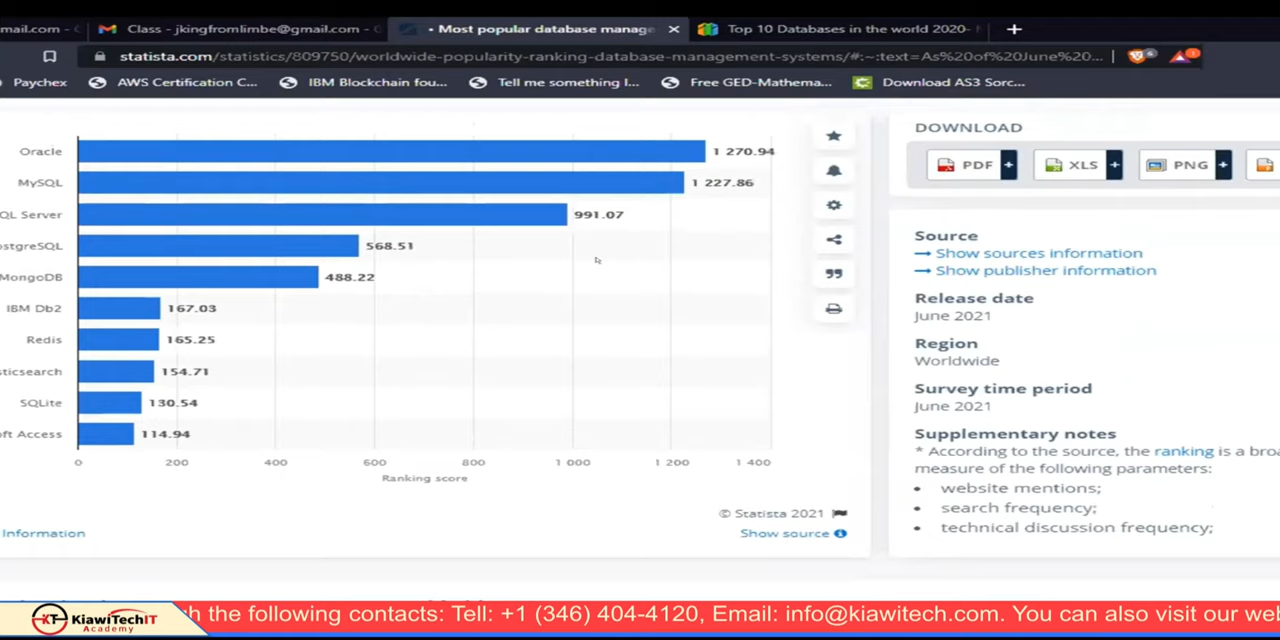 mail.com - Class - jkingfromlimbe@gmail.com - • Most popular database manage Top 10 Databases in the world 2020-
statista.com/statistics/809750/worldwide-popularity-ranking-database-management-systems/#:~:text=As%20of%20June%20...
Paychex AWS Certification C... IBM Blockchain fou... Tell me something I... Free GED-Mathema... Download AS3 Sorc...
Oracle 1 270.94
MySQL 1 227.86
QL Server 991.07
ostgreSQL 568.51
MongoDB 488.22
IBM Db2 167.03
Redis 165.25
sticsearch 154.71
SQLite 130.54
oft Access 114.94
0 200 400 600 800 1 000 1 200 1 400
Ranking score
© Statista 2021
Information
Show source
DOWNLOAD
PDF + XLS + PNG +
Source
→ Show sources information
→ Show publisher information
Release date
June 2021
Region
Worldwide
Survey time period
June 2021
Supplementary notes
* According to the source, the ranking is a broa
measure of the following parameters:
• website mentions;
• search frequency;
• technical discussion frequency;
KT KiawiTechIT
Academy
h the following contacts: Tell: +1 (346) 404-4120, Email: info@kiawitech.com. You can also visit our web